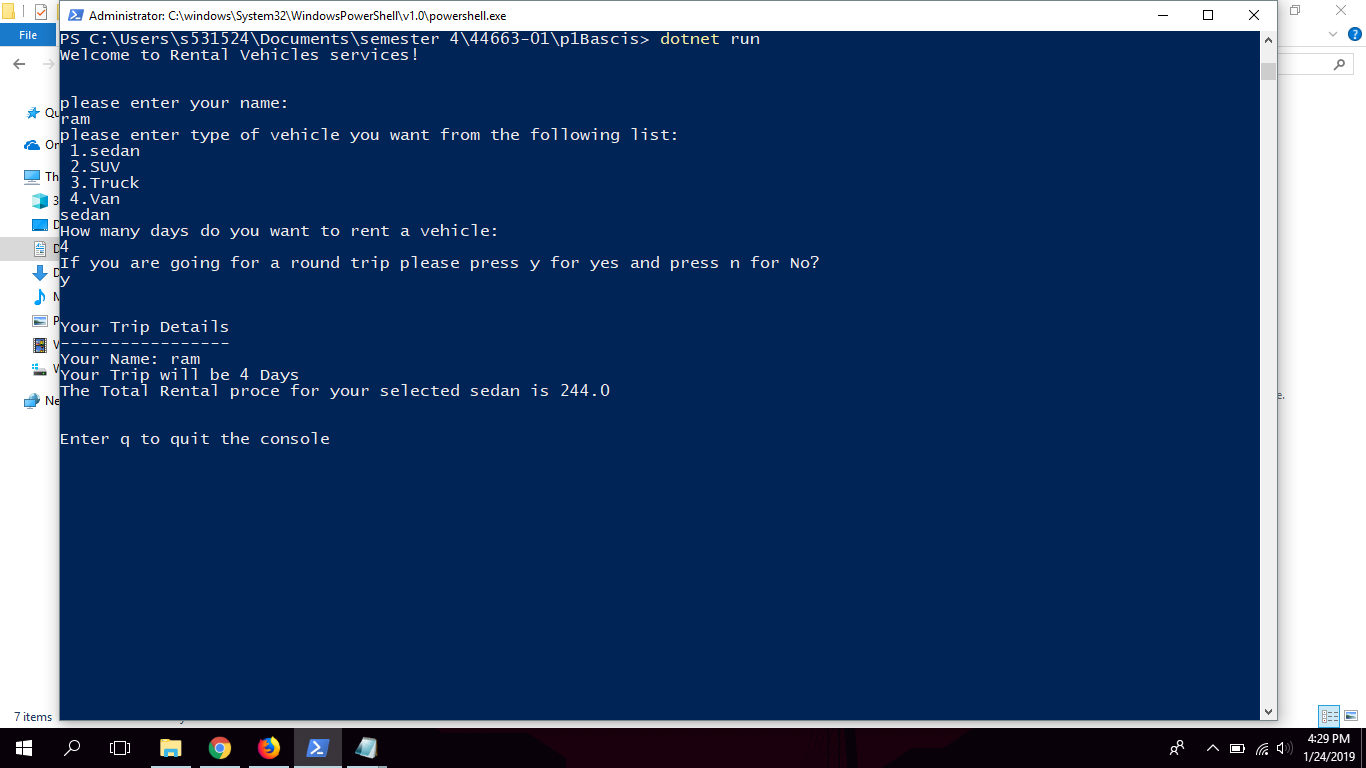 Administrator: C:\windows\System32\WindowsPowerShell\v1.0\powershell.exe
File
PS C:\Users\s531524\Documents\semester 4\44663-01\p1Bascis> dotnet run
Welcome to Rental Vehicles services!
please enter your name:
ram
please enter type of vehicle you want from the following list:
1.sedan
2.SUV
3.Truck
4.Van
sedan
How many days do you want to rent a vehicle:
4
If you are going for a round trip please press y for yes and press n for No?
y
Your Trip Details
-----------------
Your Name: ram
Your Trip will be 4 Days
The Total Rental proce for your selected sedan is 244.0
Enter q to quit the console
7 items
4:29 PM
1/24/2019